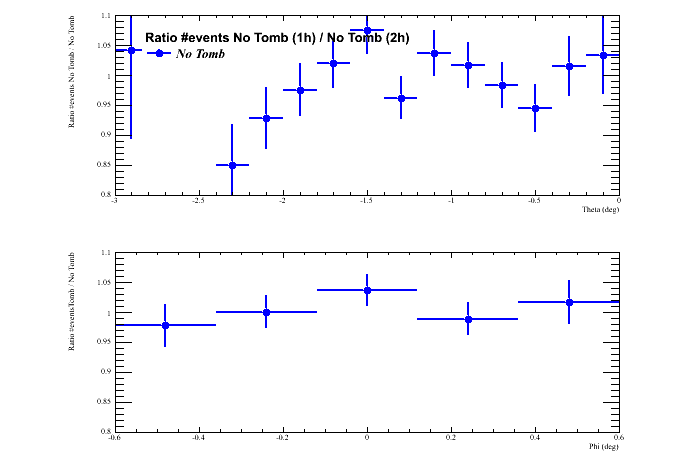 Ratio #events No Tomb (1h) / No Tomb (2h)
No Tomb
Ratio #events No Tomb / No Tomb
1.1
1.05
1
0.95
0.9
0.85
0.8
-3 -2.5 -2 -1.5 -1 -0.5 0
Theta (deg)
Ratio #eventsTomb / No Tomb
1.1
1.05
1
0.95
0.9
0.85
0.8
-0.6 -0.4 -0.2 0 0.2 0.4 0.6
Phi (deg)